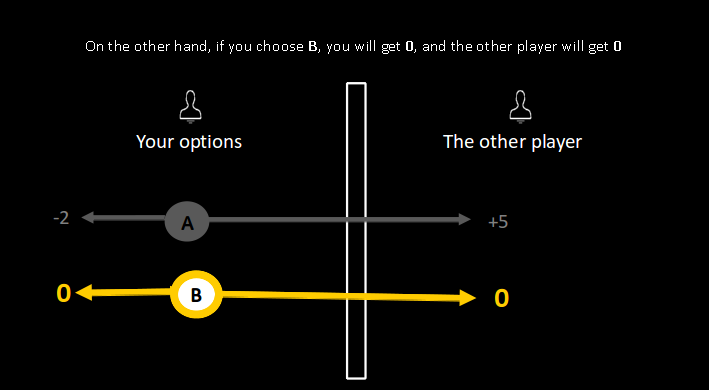 On the other hand, if you choose B, you will get 0, and the other player will get 0
Your options
The other player
-2
A
+5
0
B
0